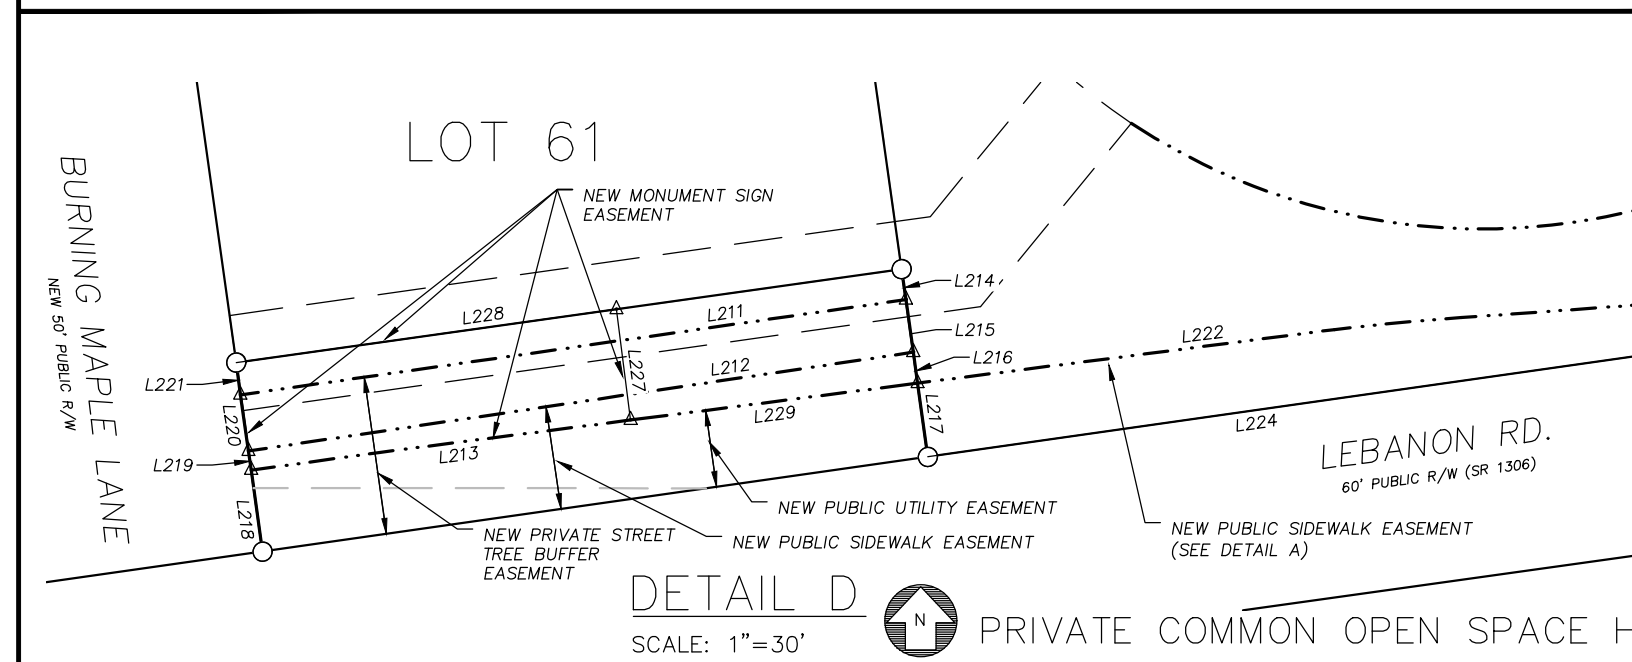 LOT 61
NEW MONUMENT SIGN
EASEMENT
BURNING MAPLE LANE
NEW 50' PUBLIC R/W
L214
L228
L211
L215
L222
L216
L227
L212
L221
L220
L229
L217
L213
L219
L224
LEBANON RD.
60' PUBLIC R/W (SR 1306)
L218
NEW PUBLIC UTILITY EASEMENT
NEW PRIVATE STREET
TREE BUFFER
EASEMENT
NEW PUBLIC SIDEWALK EASEMENT
NEW PUBLIC SIDEWALK EASEMENT
(SEE DETAIL A)
DETAIL D
SCALE: 1"=30'
N
PRIVATE COMMON OPEN SPACE H